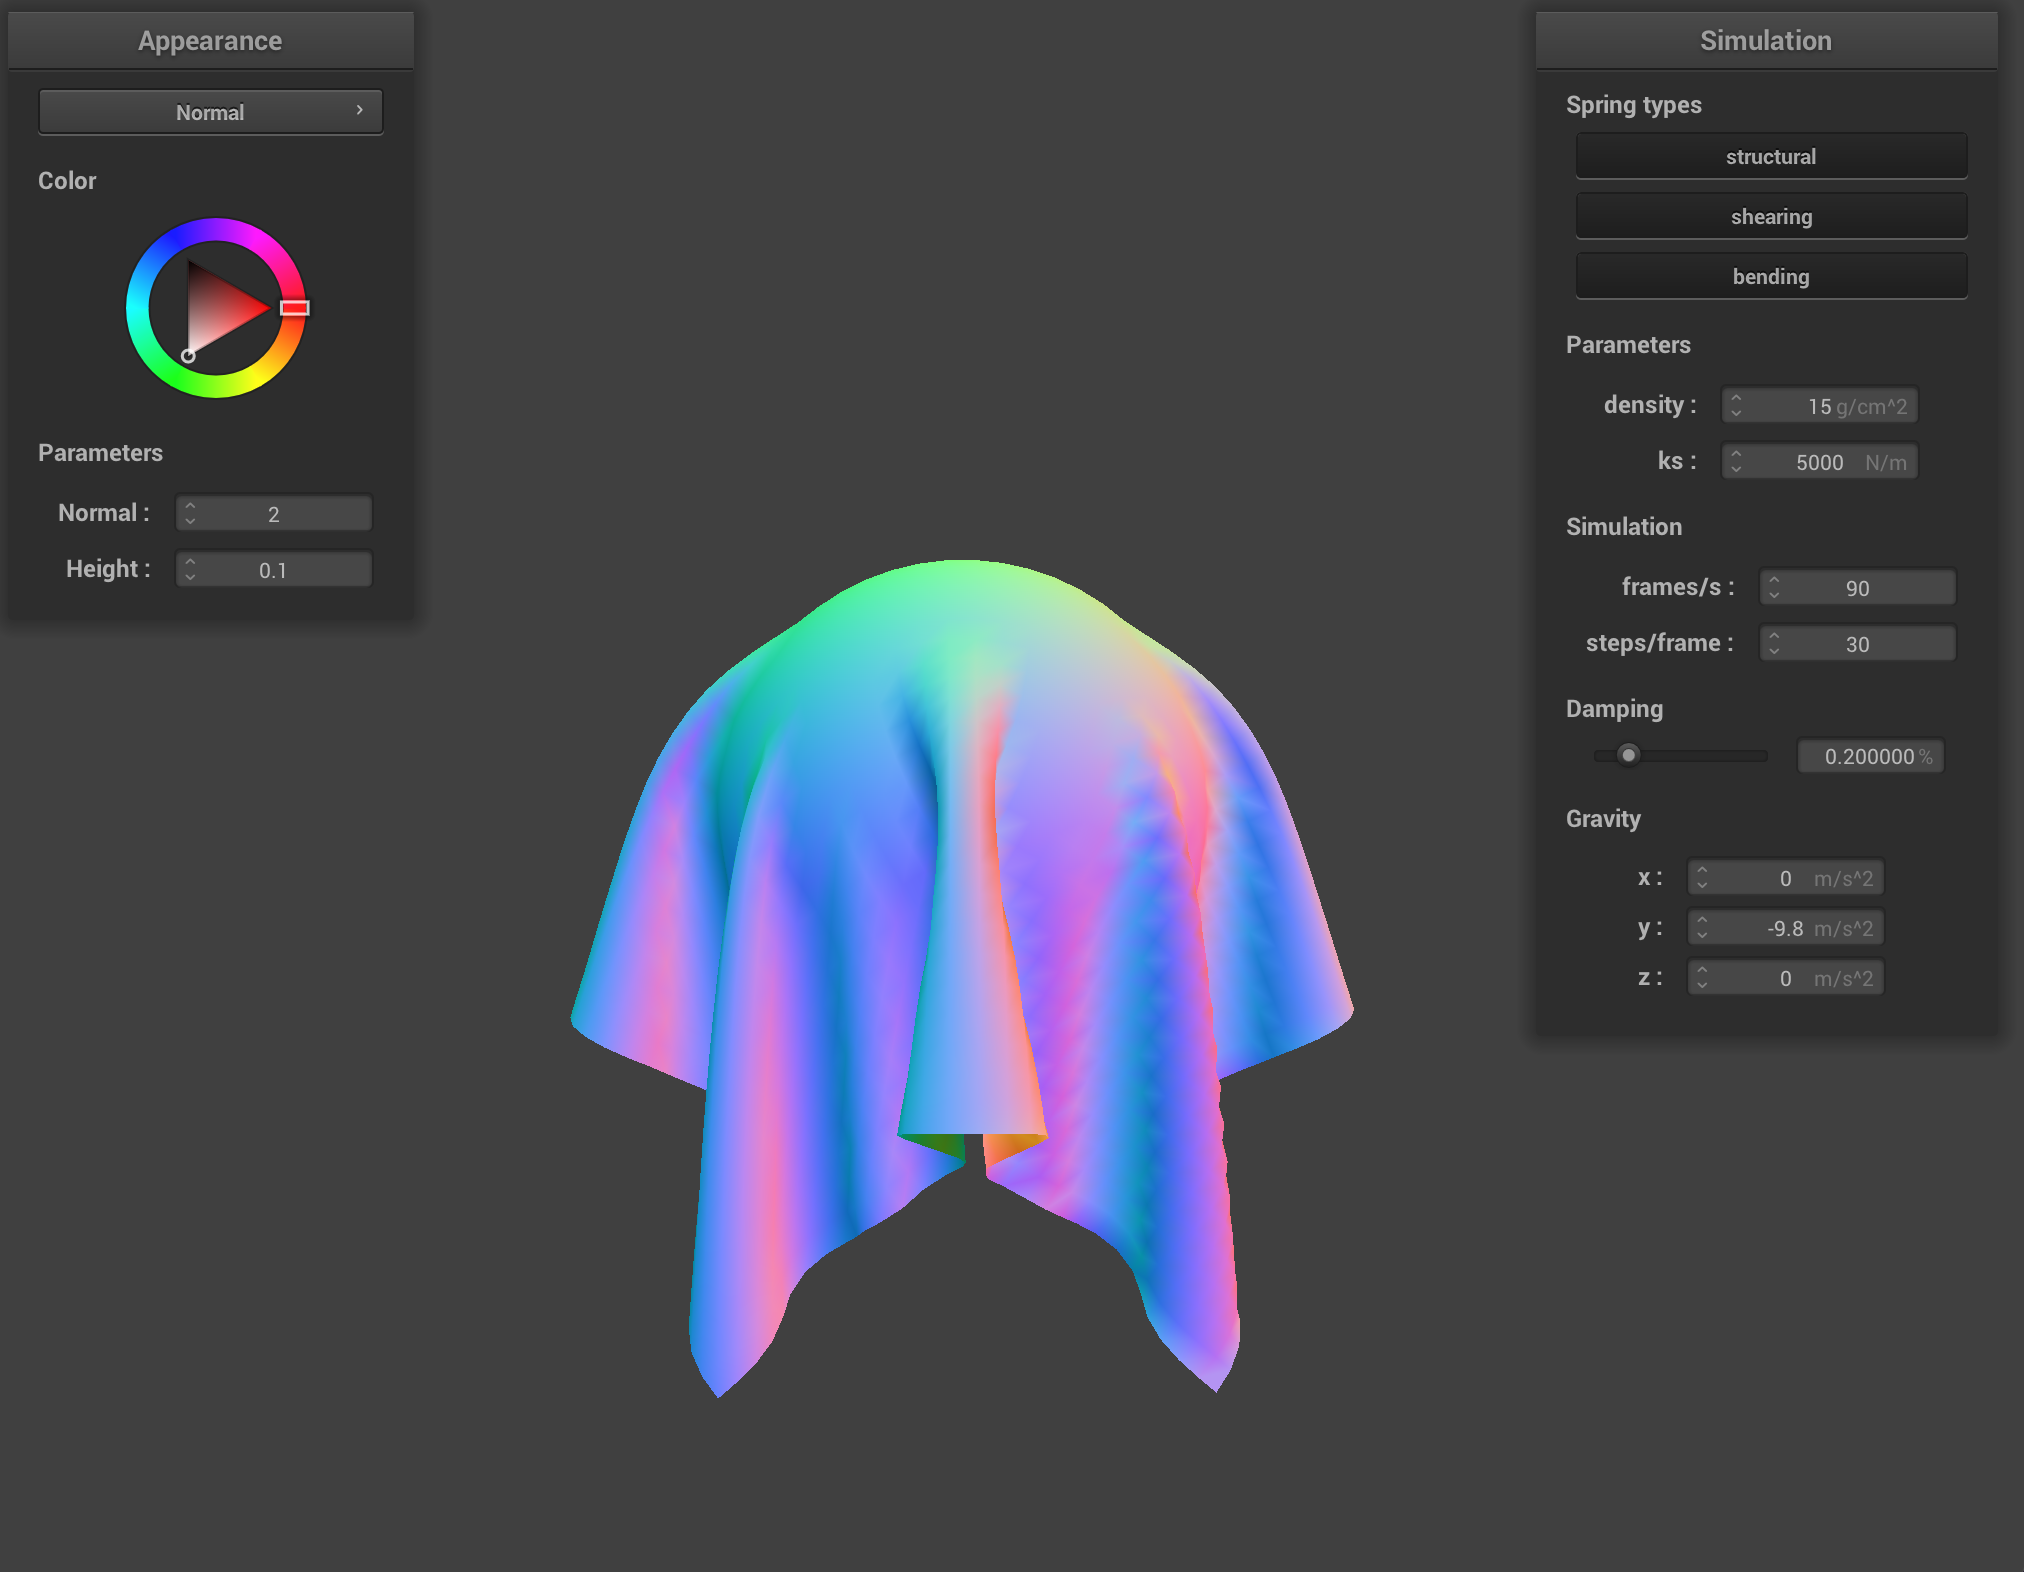 Appearance
Normal
Color
Parameters
Normal : 2
Height : 0.1
Simulation
Spring types
structural
shearing
bending
Parameters
density : 15 g/cm^2
ks : 5000 N/m
Simulation
frames/s : 90
steps/frame : 30
Damping
0.200000 %
Gravity
x : 0 m/s^2
y : -9.8 m/s^2
z : 0 m/s^2